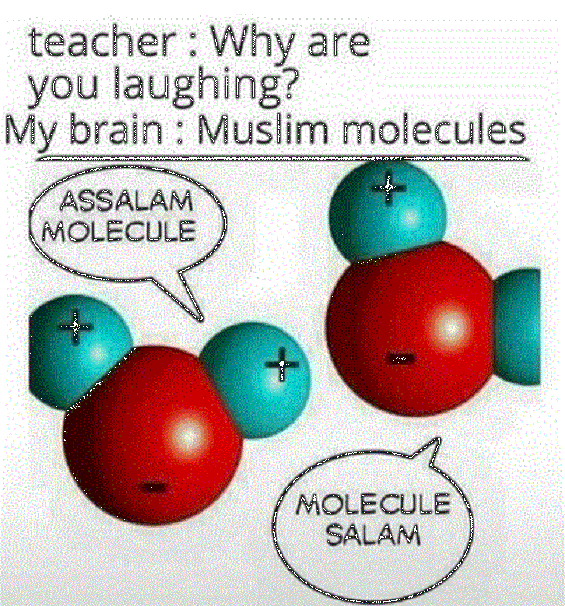 teacher : Why are
you laughing?
My brain : Muslim molecules
ASSALAM
MOLECULE
+
+
+
-
-
MOLECULE
SALAM